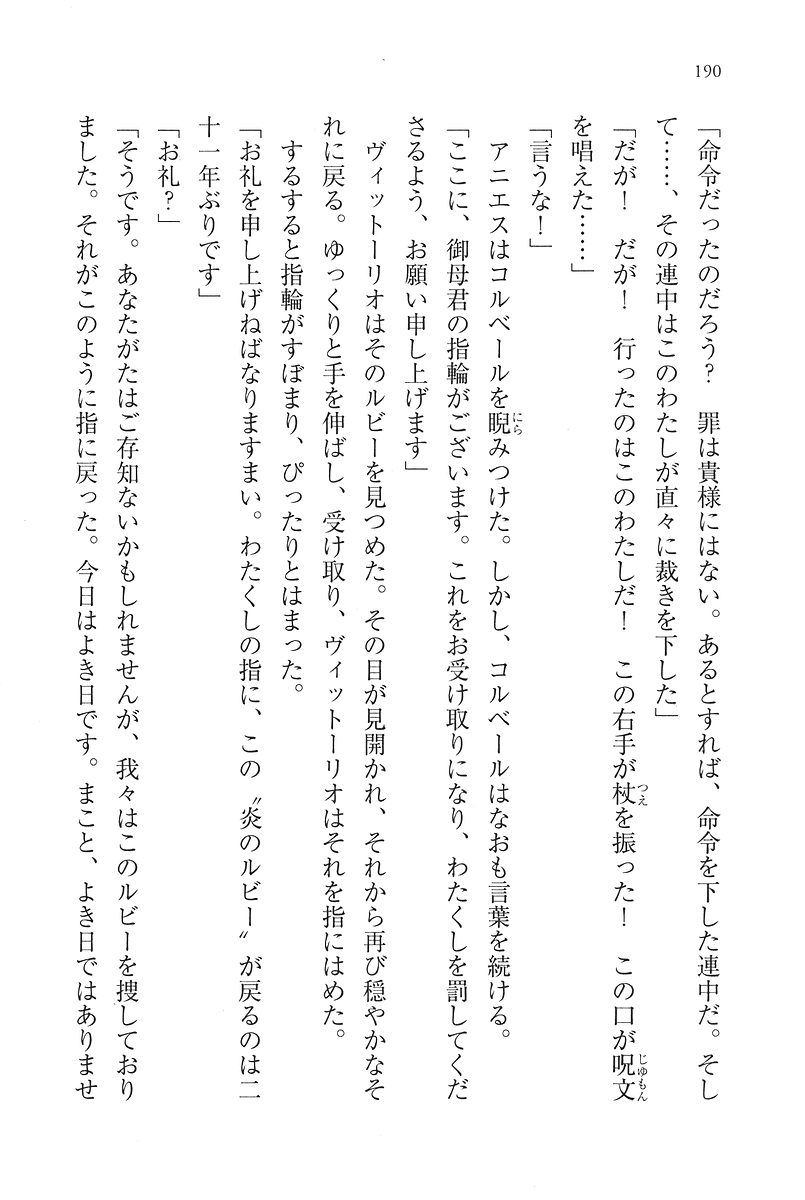 190
「命令だったのだろう？　罪は貴様にはない。あるとすれば、命令を下した連中だ。そし
て……、その連中はこのわたしが直々に裁きを下した」
「だが！　だが！　行ったのはこのわたしだ！　この右手が杖を振った！　この口が呪文
を唱えた……」
「言うな！」
　アニエスはコルベールを睨みつけた。しかし、コルベールはなおも言葉を続ける。
「ここに、御母君の指輪がございます。これをお受け取りになり、わたくしを罰してくだ
さるよう、お願い申し上げます」
　ヴィットーリオはそのルビーを見つめた。その目が見開かれ、それから再び穏やかなそ
れに戻る。ゆっくりと手を伸ばし、受け取り、ヴィットーリオはそれを指にはめた。
　するすると指輪がすぼまり、ぴったりとはまった。
「お礼を申し上げねばなりますまい。わたくしの指に、この〝炎のルビー〟が戻るのは二
十一年ぶりです」
「お礼？」
「そうです。あなたがたはご存知ないかもしれませんが、我々はこのルビーを捜しており
ました。それがこのように指に戻った。今日はよき日です。まこと、よき日ではありませ